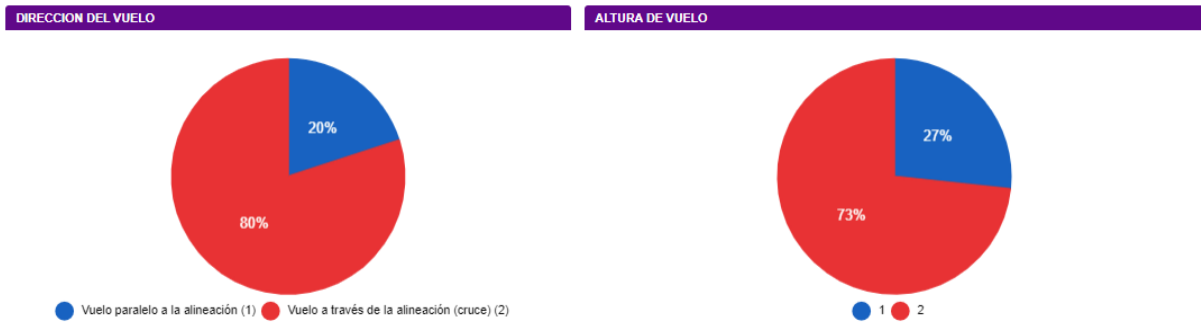 DIRECCION DEL VUELO
20%
80%
Vuelo paralelo a la alineación (1) Vuelo a través de la alineación (cruce) (2)
ALTURA DE VUELO
27%
73%
1 2